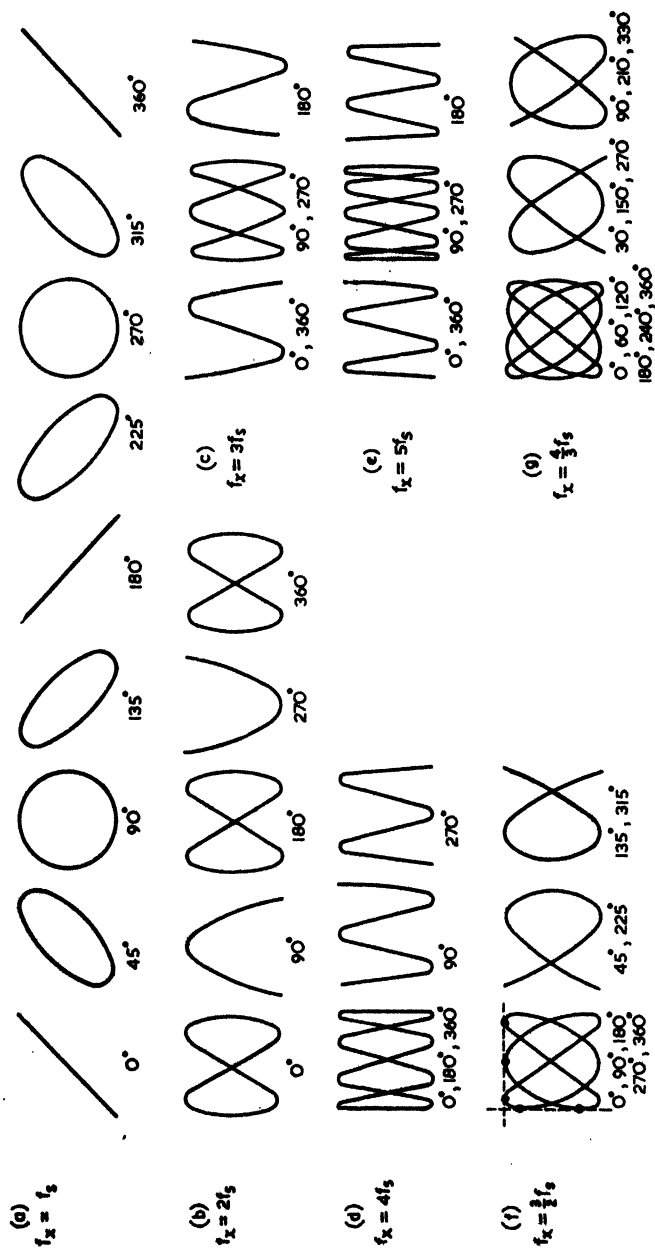 (a)
fx = fs
0°
45°
90°
135°
180°
225°
270°
315°
360°
(b)
fx = 2fs
0°
90°
180°
270°
360°
(c)
fx = 3fs
0°, 360°
90°, 270°
180°
(d)
fx = 4fs
0°, 180°, 360°
90°
270°
(e)
fx = 5fs
0°, 360°
90°, 270°
180°
(f)
fx = 3/2 fs
0°, 90°, 180°
270°, 360°
45°, 225°
135°, 315°
(g)
fx = 4/3 fs
0°, 60°, 120°
180°, 240°, 360°
30°, 150°, 270°
90°, 210°, 330°